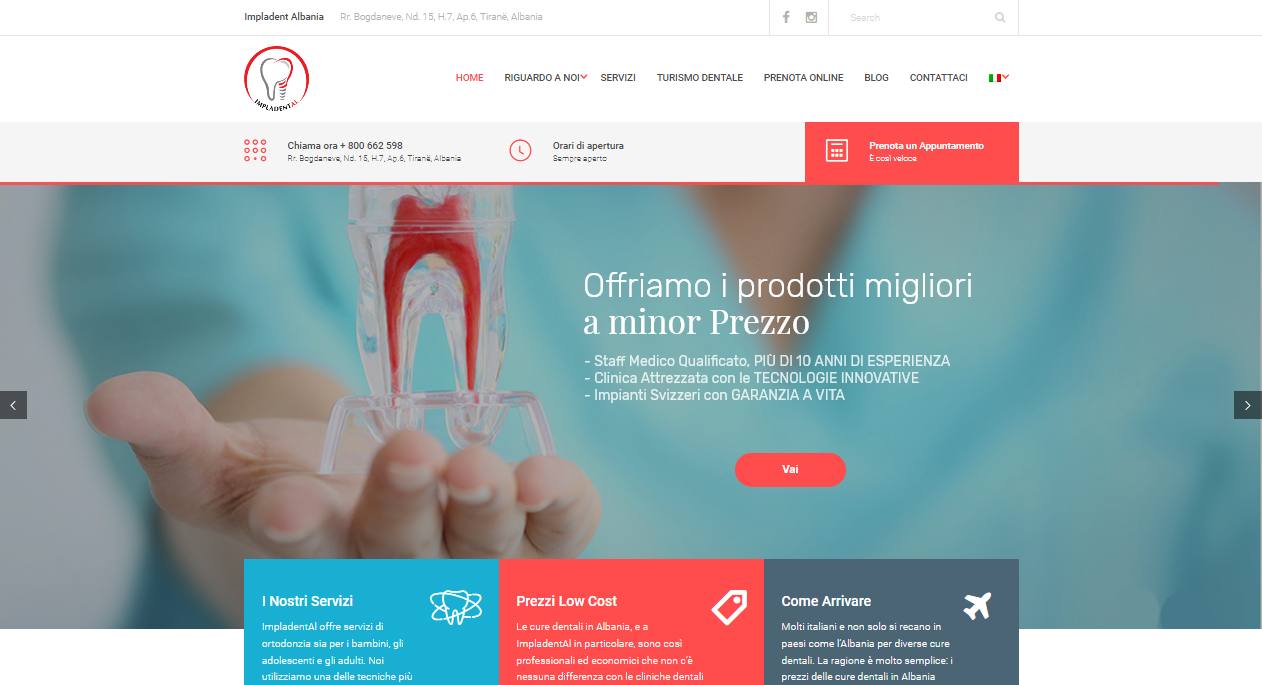 Impladent Albania
Rr. Bogdaneve, Nd. 15, H.7, Ap.6, Tiranë, Albania
Search
IMPLADENTAL
HOME
RIGUARDO A NOI
SERVIZI
TURISMO DENTALE
PRENOTA ONLINE
BLOG
CONTATTACI
Chiama ora + 800 662 598
Rr. Bogdaneve, Nd. 15, H.7, Ap.6, Tiranë, Albania
Orari di apertura
Sempre aperto
Prenota un Appuntamento
È così veloce
Offriamo i prodotti migliori
a minor Prezzo
- Staff Medico Qualificato, PIÙ DI 10 ANNI DI ESPERIENZA
- Clinica Attrezzata con le TECNOLOGIE INNOVATIVE
- Impianti Svizzeri con GARANZIA A VITA
Vai
I Nostri Servizi
ImpladentAl offre servizi di
ortodonzia sia per i bambini, gli
adolescenti e gli adulti. Noi
utilizziamo una delle tecniche più
Prezzi Low Cost
Le cure dentali in Albania, e a
ImpladentAl in particolare, sono così
professionali ed economici che non c'è
nessuna differenza con le cliniche dentali
Come Arrivare
Molti italiani e non solo si recano in
paesi come l'Albania per diverse cure
dentali. La ragione è molto semplice: i
prezzi delle cure dentali in Albania